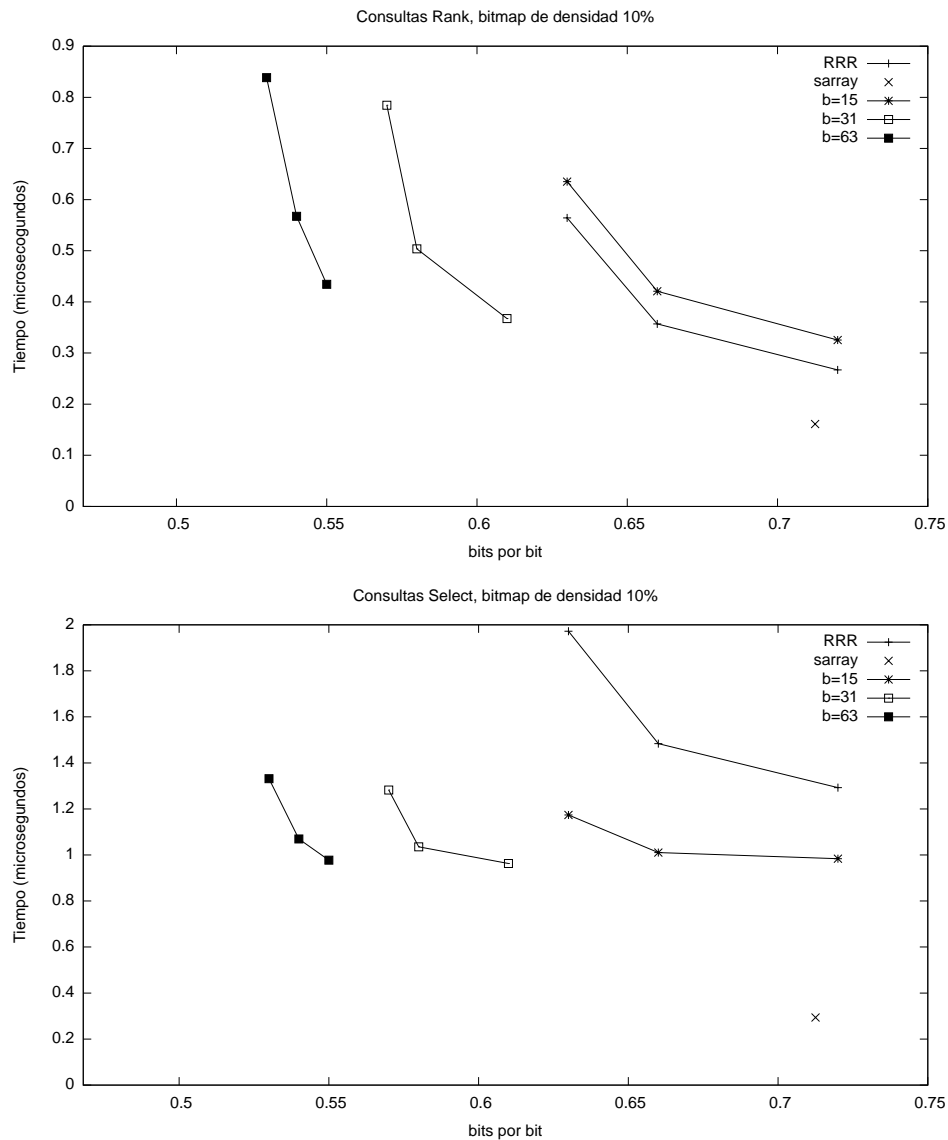 Consultas Rank, bitmap de densidad 10%
0.9
0.8
0.7
0.6
0.5
0.4
0.3
0.2
0.1
0
Tiempo (microsecogundos)
RRR
sarray
b=15
b=31
b=63
0.5 0.55 0.6 0.65 0.7 0.75
bits por bit
Consultas Select, bitmap de densidad 10%
2
1.8
1.6
1.4
1.2
1
0.8
0.6
0.4
0.2
0
Tiempo (microsegundos)
RRR
sarray
b=15
b=31
b=63
0.5 0.55 0.6 0.65 0.7 0.75
bits por bit